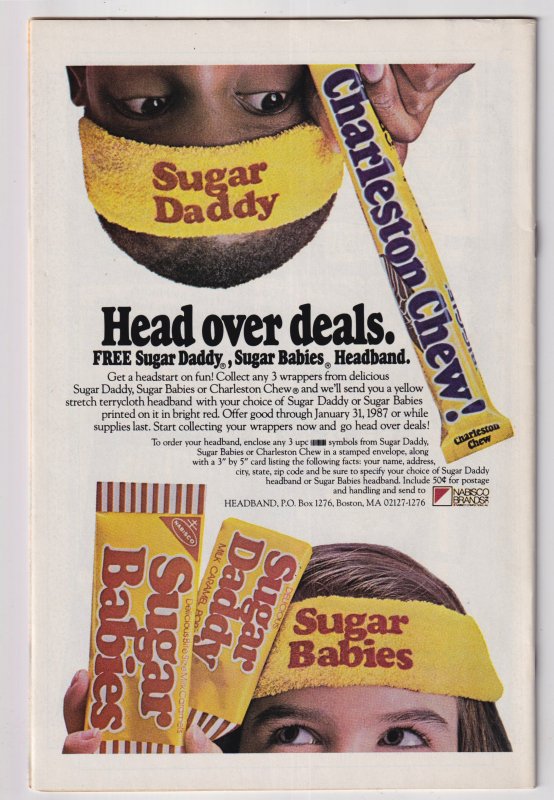 Sugar
Daddy
Charleston Chew!
Charleston
Chew
Head over deals.
FREE Sugar Daddy®, Sugar Babies® Headband.
Get a headstart on fun! Collect any 3 wrappers from delicious
Sugar Daddy, Sugar Babies or Charleston Chew® and we'll send you a yellow
stretch terrycloth headband with your choice of Sugar Daddy or Sugar Babies
printed on it in bright red. Offer good through January 31, 1987 or while
supplies last. Start collecting your wrappers now and go head over deals!
To order your headband, enclose any 3 upc symbols from Sugar Daddy,
Sugar Babies or Charleston Chew in a stamped envelope, along
with a 3" by 5" card listing the following facts: your name, address,
city, state, zip code and be sure to specify your choice of Sugar Daddy
headband or Sugar Babies headband. Include 50¢ for postage
and handling and send to
HEADBAND, P.O. Box 1276, Boston, MA 02127-1276
NABISCO
BRANDS
NABISCO
Sugar
Babies
DELICIOUS
Sugar
Daddy
MILK CARAMEL POP
Sugar
Babies